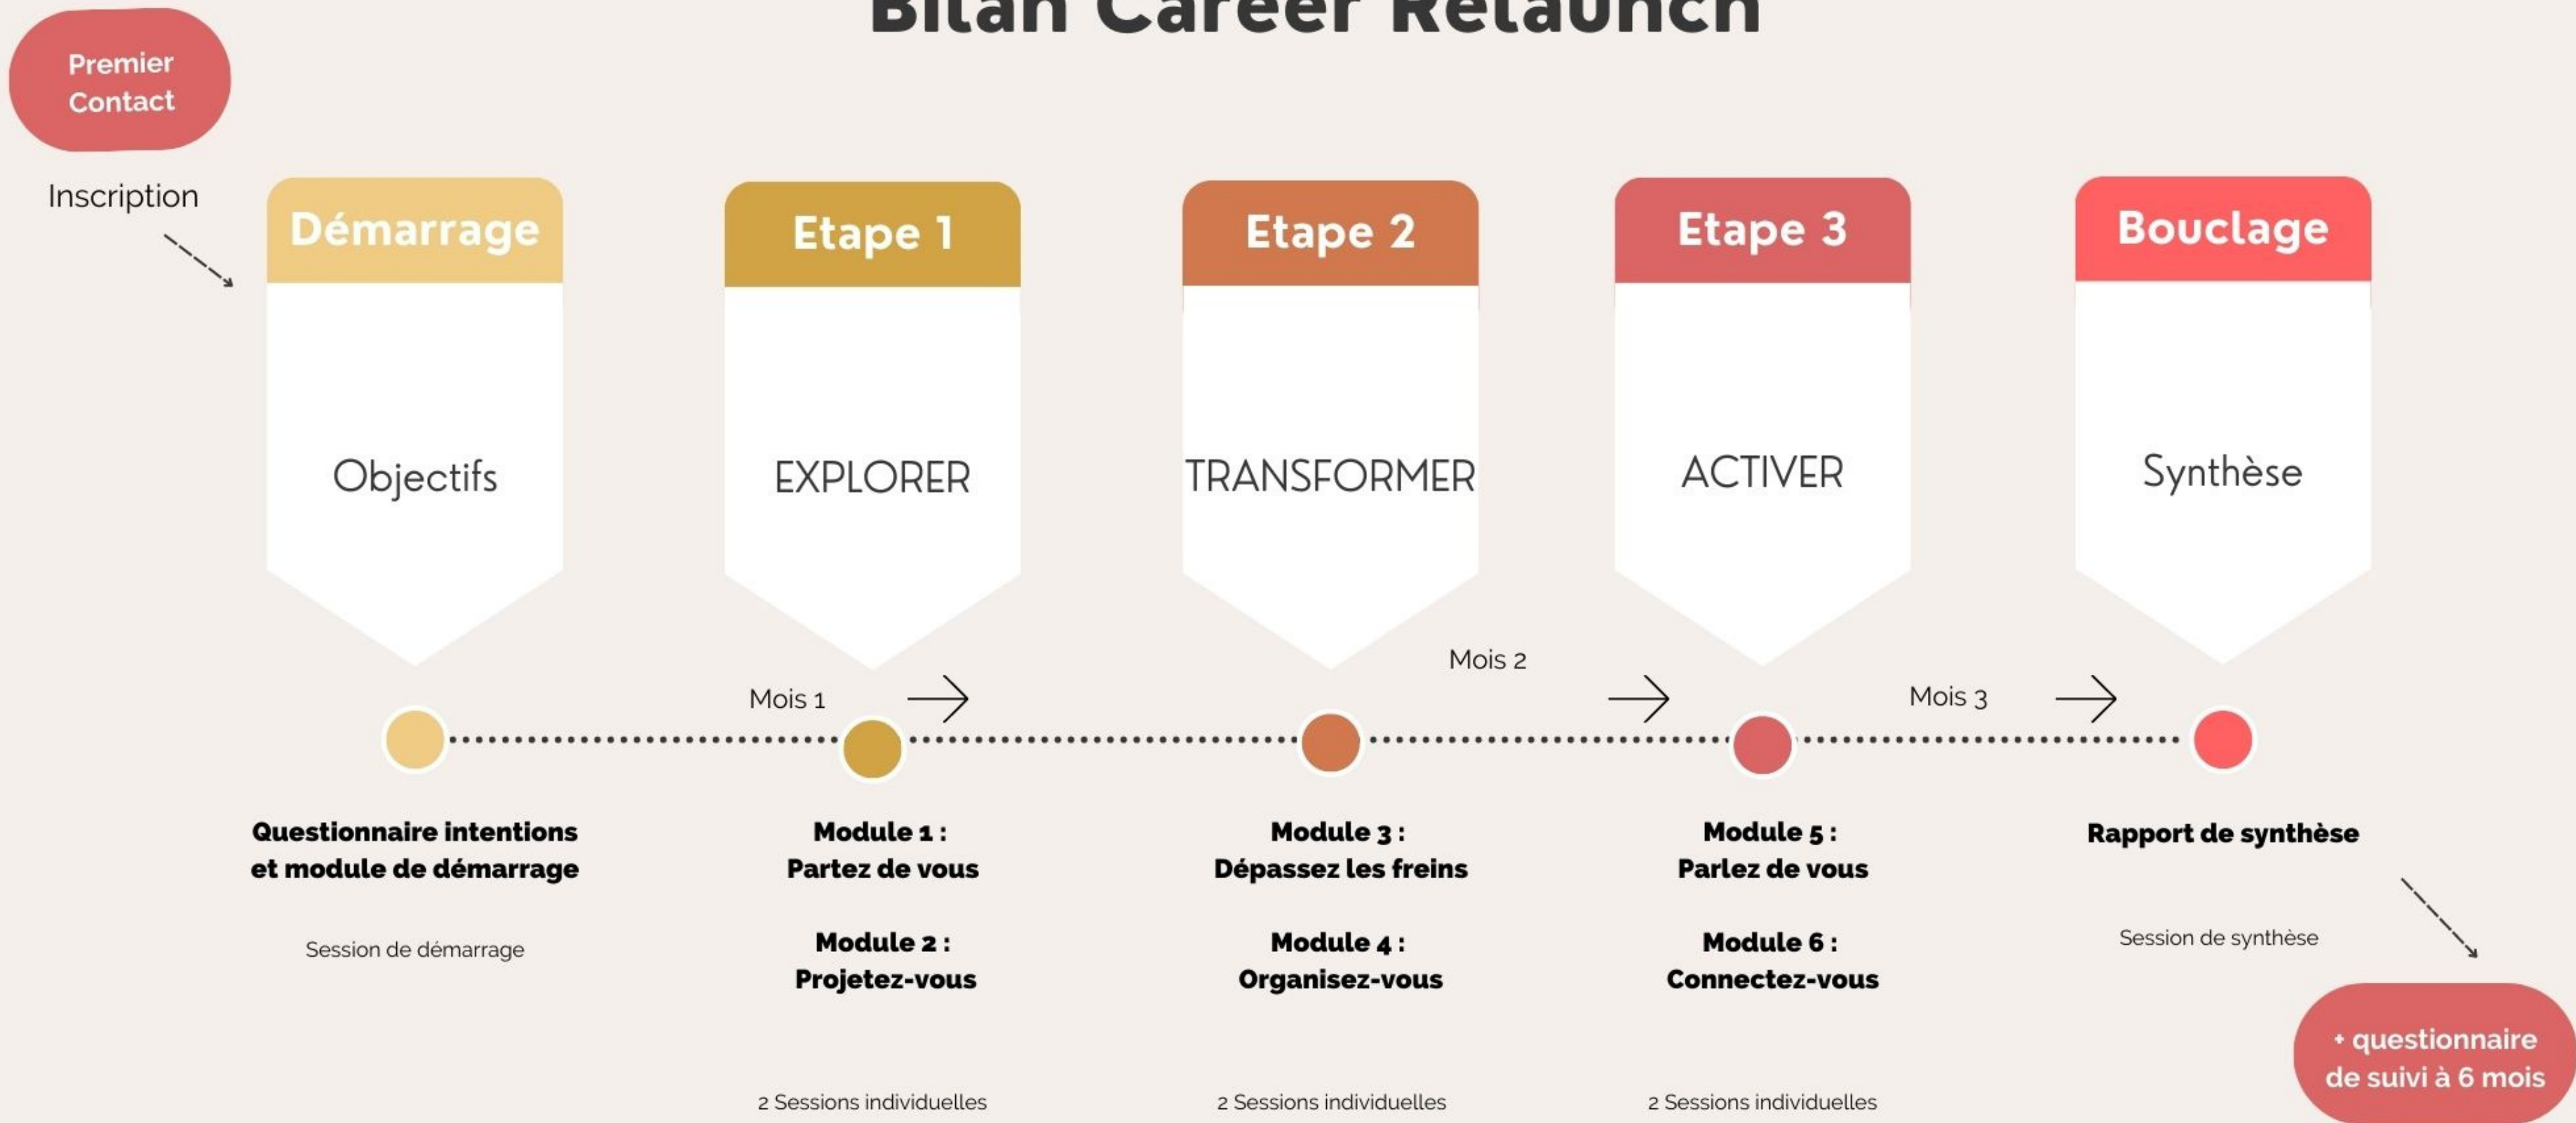 Bilan Career Relaunch
Premier
Contact
Inscription
Démarrage
Objectifs
Etape 1
EXPLORER
Etape 2
TRANSFORMER
Etape 3
ACTIVER
Bouclage
Synthèse
Mois 1
Mois 2
Mois 3
Questionnaire intentions
et module de démarrage
Session de démarrage
Module 1 :
Partez de vous
Module 2 :
Projetez-vous
2 Sessions individuelles
Module 3 :
Dépassez les freins
Module 4 :
Organisez-vous
2 Sessions individuelles
Module 5 :
Parlez de vous
Module 6 :
Connectez-vous
2 Sessions individuelles
Rapport de synthèse
Session de synthèse
+ questionnaire
de suivi à 6 mois